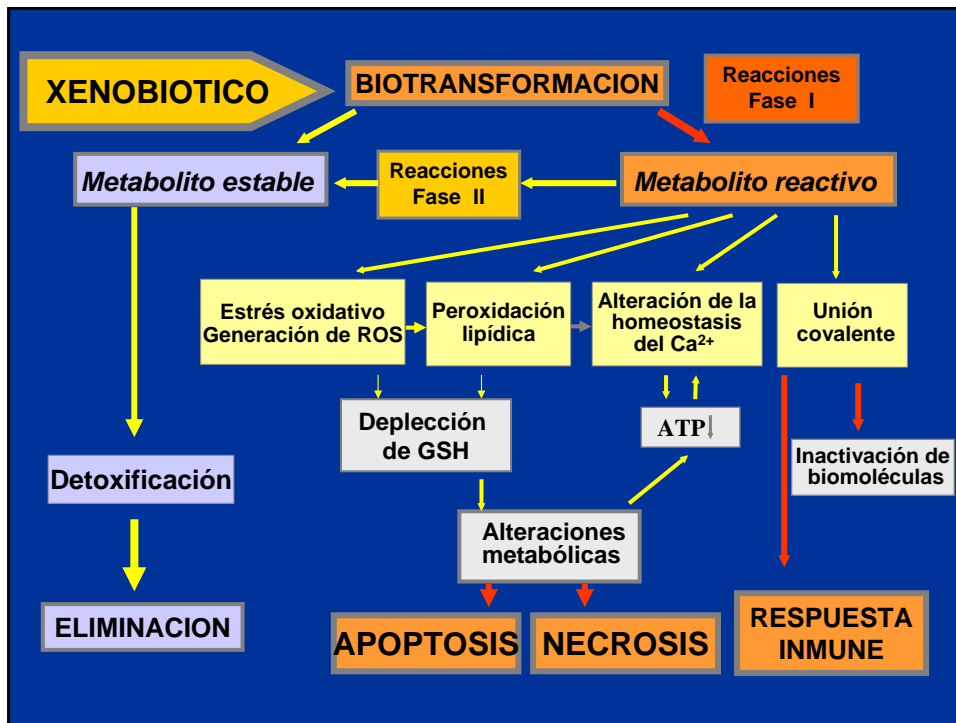 XENOBIOTICO
BIOTRANSFORMACION
Reacciones
Fase I
Metabolito estable
Reacciones
Fase II
Metabolito reactivo
Estrés oxidativo
Generación de ROS
Peroxidación
lipídica
Alteración de la
homeostasis
del Ca²⁺
Unión
covalente
Deplección
de GSH
ATP↓
Inactivación de
biomoléculas
Detoxificación
Alteraciones
metabólicas
ELIMINACION
APOPTOSIS
NECROSIS
RESPUESTA
INMUNE